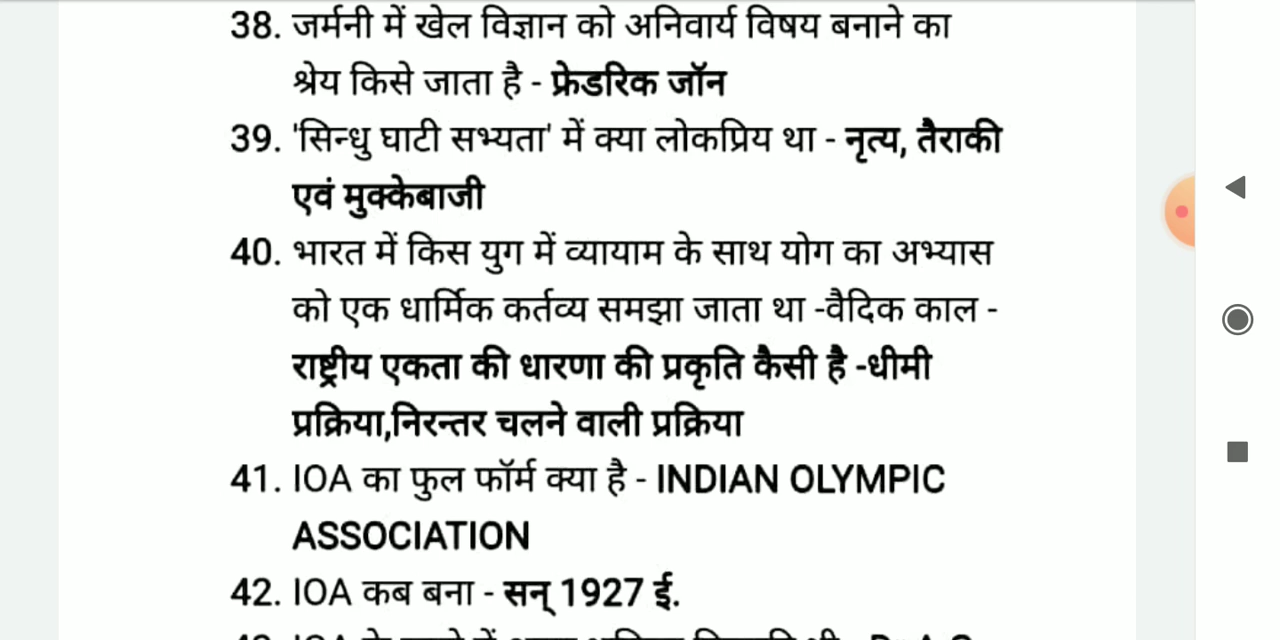 38. जर्मनी में खेल विज्ञान को अनिवार्य विषय बनाने का
श्रेय किसे जाता है - फ्रेडरिक जॉन
39. 'सिन्धु घाटी सभ्यता' में क्या लोकप्रिय था - नृत्य, तैराकी
एवं मुक्केबाजी
40. भारत में किस युग में व्यायाम के साथ योग का अभ्यास
को एक धार्मिक कर्तव्य समझा जाता था -वैदिक काल -
राष्ट्रीय एकता की धारणा की प्रकृति कैसी है -धीमी
प्रक्रिया,निरन्तर चलने वाली प्रक्रिया
41. IOA का फुल फॉर्म क्या है - INDIAN OLYMPIC
ASSOCIATION
42. IOA कब बना - सन् 1927 ई.